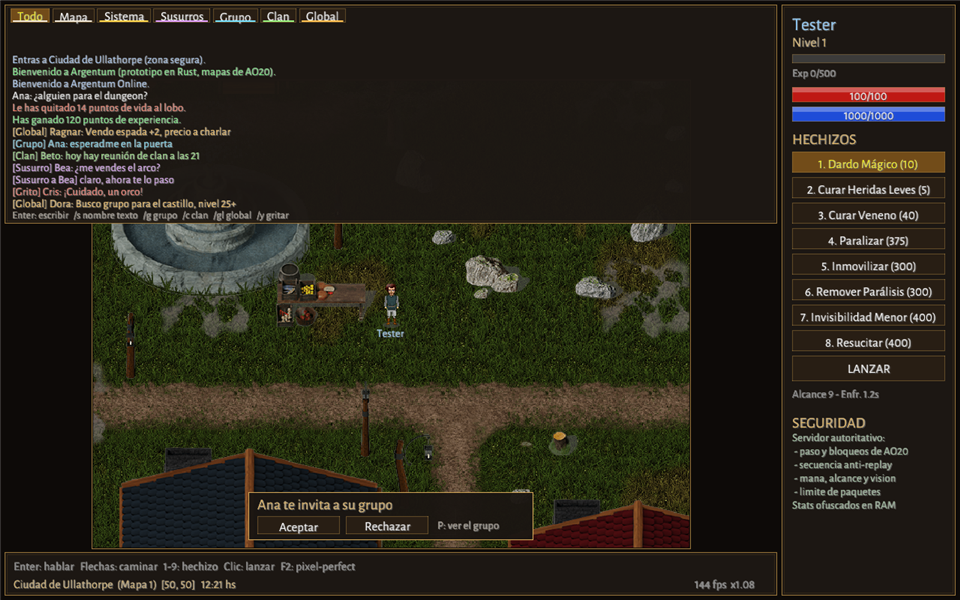 Todo Mapa Sistema Susurros Grupo Clan Global
Entras a Ciudad de Ullathorpe (zona segura).
Bienvenido a Argentum (prototipo en Rust, mapas de AO20).
Bienvenido a Argentum Online.
Ana: ¿alguien para el dungeon?
Le has quitado 14 puntos de vida al lobo.
Has ganado 120 puntos de experiencia.
[Global] Ragnar: Vendo espada +2, precio a charlar
[Grupo] Ana: esperadme en la puerta
[Clan] Beto: hoy hay reunión de clan a las 21
[Susurro] Bea: ¿me vendes el arco?
[Susurro a Bea] claro, ahora te lo paso
[Grito] Cris: ¡Cuidado, un orco!
[Global] Dora: Busco grupo para el castillo, nivel 25+
Enter: escribir /s nombre texto /g grupo /c clan /gl global /y gritar
Tester
Ana te invita a su grupo
Aceptar Rechazar P: ver el grupo
Enter: hablar Flechas: caminar 1-9: hechizo Clic: lanzar F2: pixel-perfect
Ciudad de Ullathorpe (Mapa 1) [50, 50] 12:21 hs
144 fps x1.08
Tester
Nivel 1
Exp 0/500
100/100
1000/1000
HECHIZOS
1. Dardo Mágico (10)
2. Curar Heridas Leves (5)
3. Curar Veneno (40)
4. Paralizar (375)
5. Inmovilizar (300)
6. Remover Parálisis (300)
7. Invisibilidad Menor (400)
8. Resucitar (400)
LANZAR
Alcance 9 - Enfr. 1.2s
SEGURIDAD
Servidor autoritativo:
- paso y bloqueos de AO20
- secuencia anti-replay
- mana, alcance y vision
- limite de paquetes
Stats ofuscados en RAM